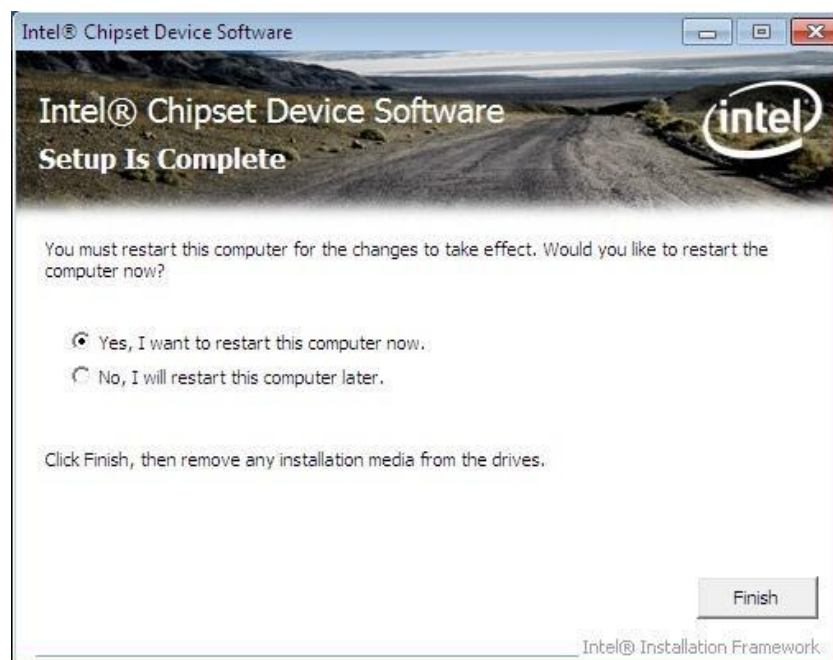 Intel® Chipset Device Software
Intel® Chipset Device Software
intel
Setup Is Complete
You must restart this computer for the changes to take effect. Would you like to restart the
computer now?
Yes, I want to restart this computer now.
No, I will restart this computer later.
Click Finish, then remove any installation media from the drives.
Finish
Intel® Installation Framework